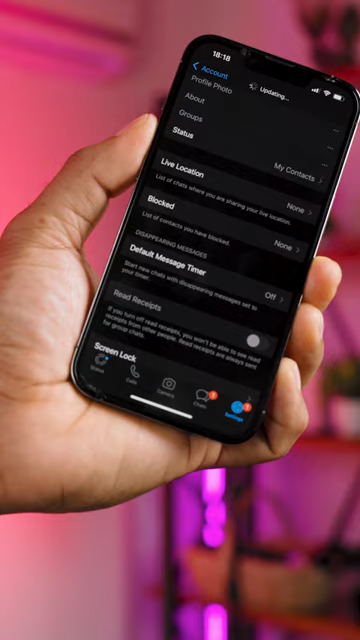 18:18
Account
Updating...
Profile Photo
About
Groups
Status
My Contacts
Live Location
None
List of chats where you are sharing your live location.
Blocked
None
List of contacts you have blocked.
DISAPPEARING MESSAGES
Default Message Timer
Off
Start new chats with disappearing messages set to
your timer.
Read Receipts
If you turn off read receipts, you won't be able to see read
receipts from other people. Read receipts are always sent
for group chats.
Screen Lock
Status
Calls
Camera
Chats
Settings